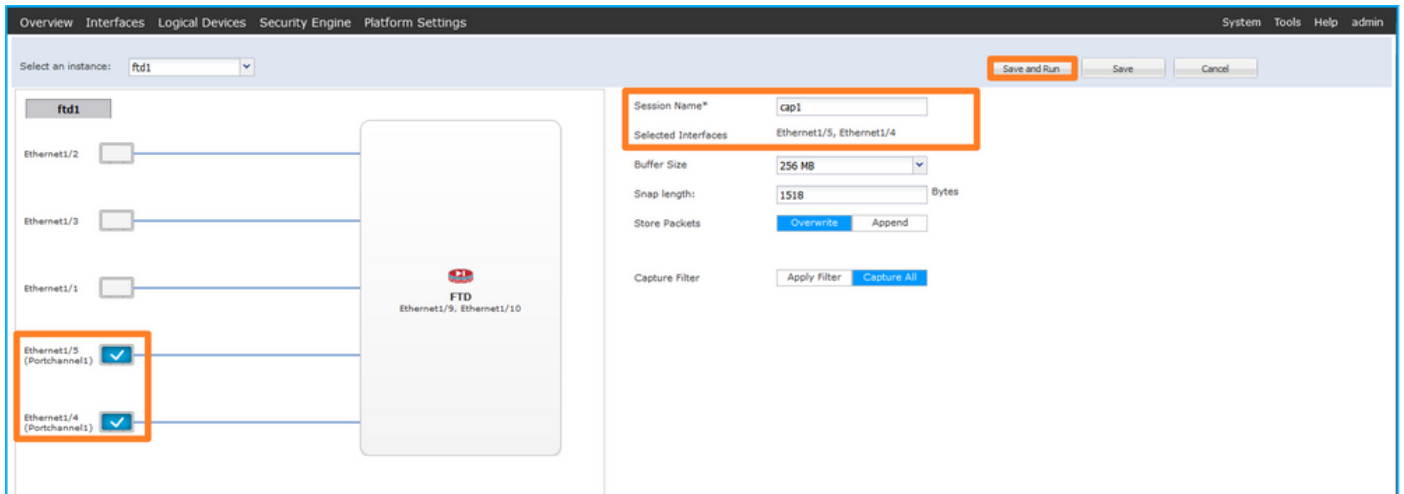 Overview Interfaces Logical Devices Security Engine Platform Settings System Tools Help admin
Select an instance: ftd1 Save and Run Save Cancel
ftd1
Ethernet1/2
Ethernet1/3
Ethernet1/1
Ethernet1/5
(Portchannel1)
Ethernet1/4
(Portchannel1)
FTD
Ethernet1/9, Ethernet1/10
Session Name* cap1
Selected Interfaces Ethernet1/5, Ethernet1/4
Buffer Size 256 MB
Snap length: 1518 Bytes
Store Packets Overwrite Append
Capture Filter Apply Filter Capture All